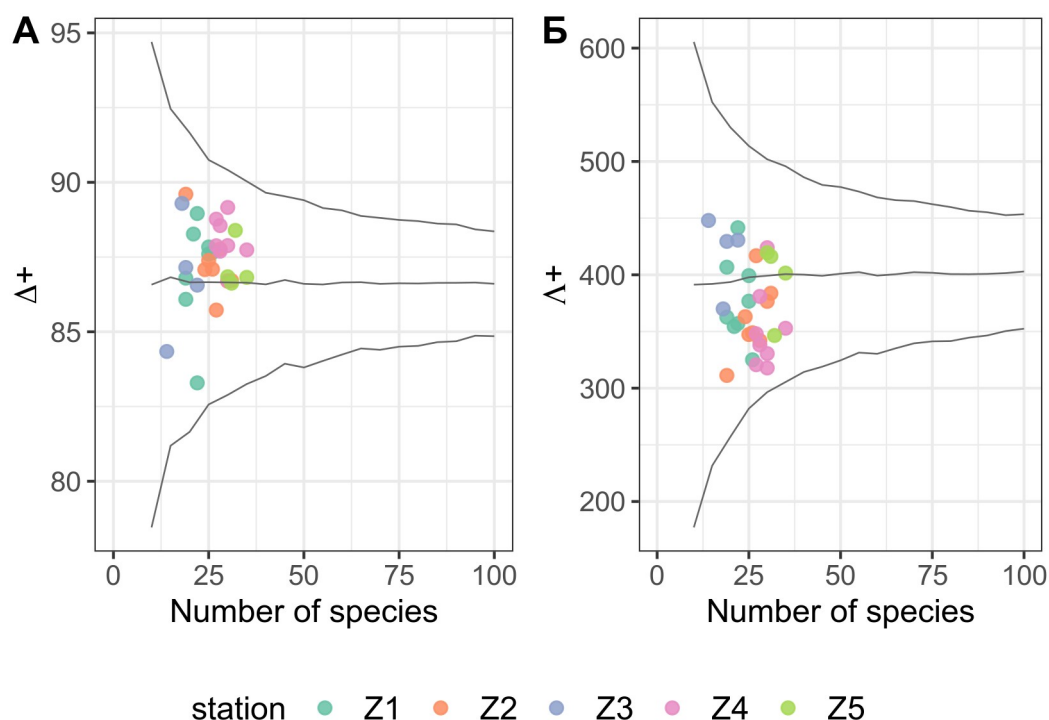 А
95
90
85
80
Δ+
0 25 50 75 100
Number of species
Б
600
500
400
300
200
Λ+
0 25 50 75 100
Number of species
station Z1 Z2 Z3 Z4 Z5